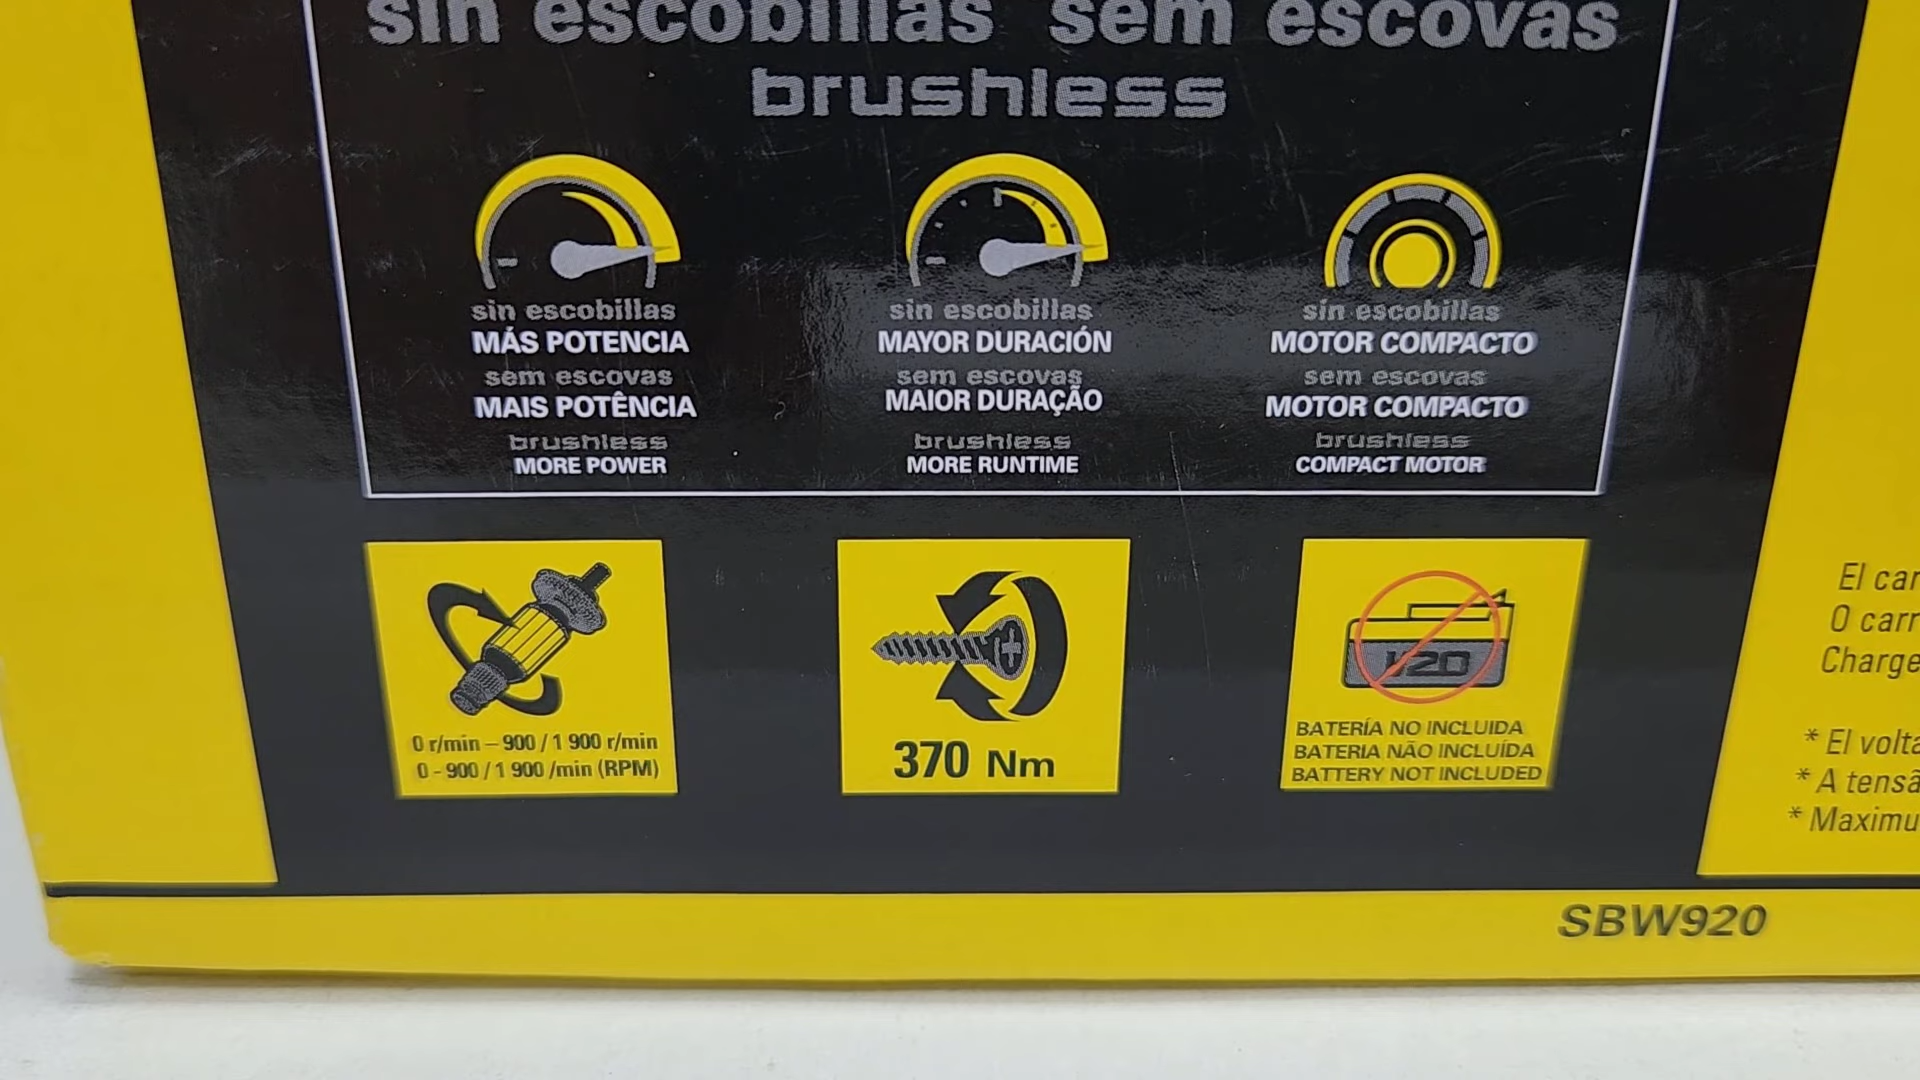 sin escobillas sem escovas
brushless
sin escobillas
MÁS POTENCIA
sem escovas
MAIS POTÊNCIA
brushless
MORE POWER
sin escobillas
MAYOR DURACIÓN
sem escovas
MAIOR DURAÇÃO
brushless
MORE RUNTIME
sin escobillas
MOTOR COMPACTO
sem escovas
MOTOR COMPACTO
brushless
COMPACT MOTOR
0 r/min – 900 / 1 900 r/min
0 - 900 / 1 900 /min (RPM)
370 Nm
V20
BATERÍA NO INCLUIDA
BATERIA NÃO INCLUÍDA
BATTERY NOT INCLUDED
El car
O carr
Charge
* El volta
* A tensã
* Maximu
SBW920